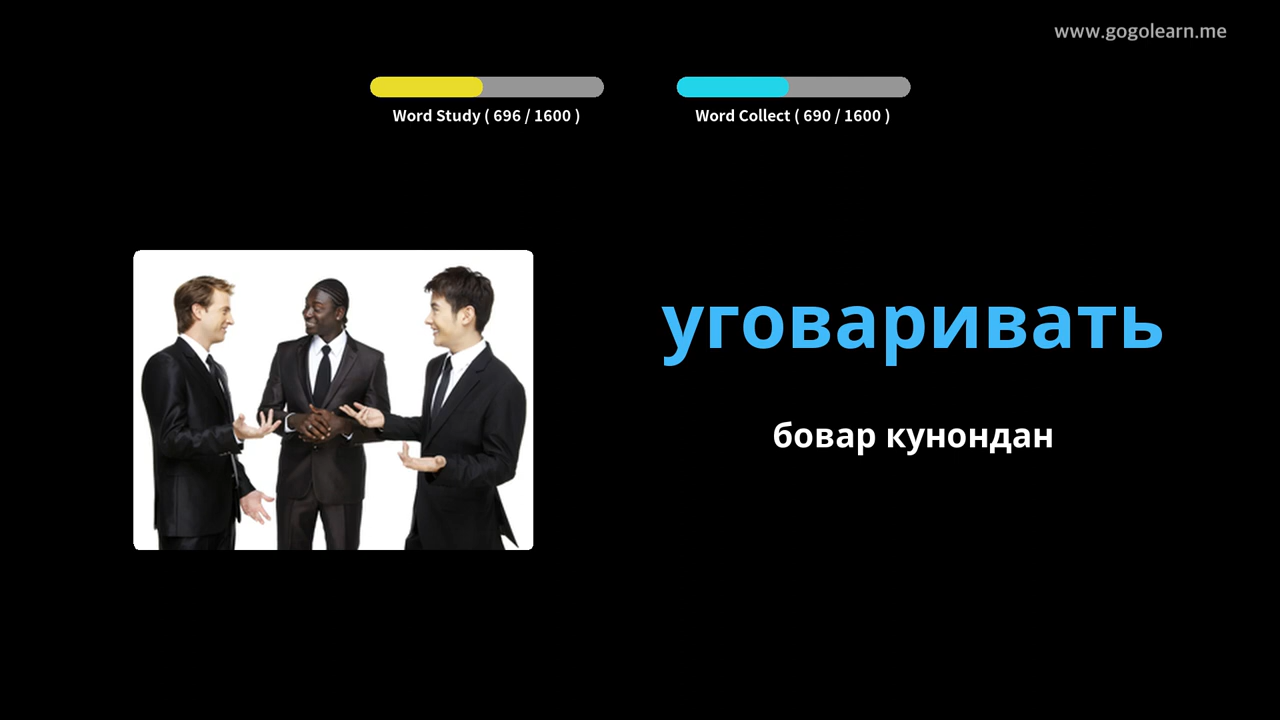 www.gogolearn.me
Word Study ( 696 / 1600 )
Word Collect ( 690 / 1600 )
уговаривать
бовар кунондан